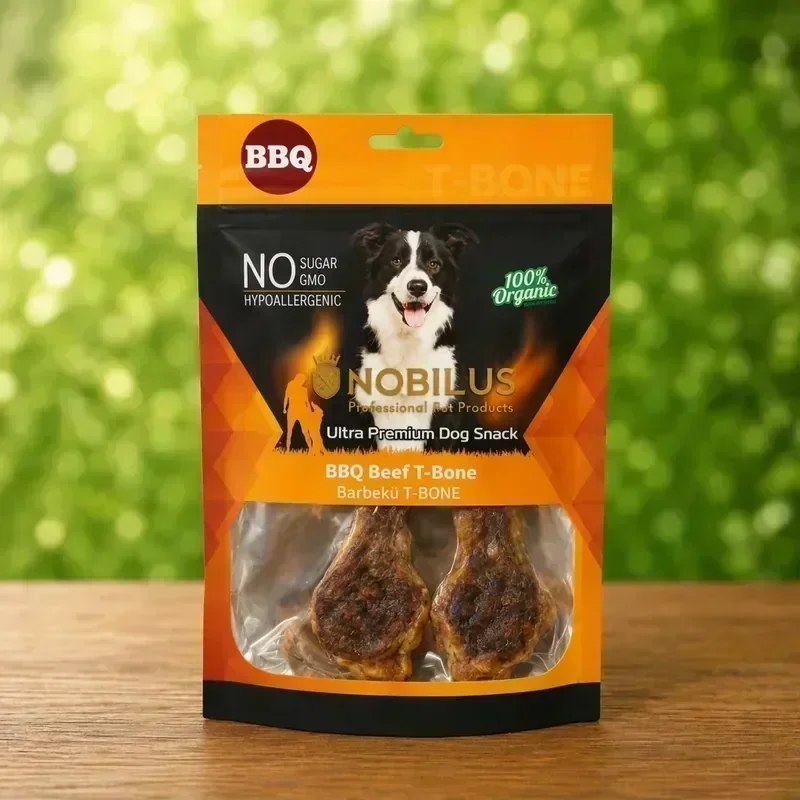 BBQ
T-BONE
NO SUGAR
GMO
HYPOALLERGENIC
100%
Organic
NOBILUS
Professional Pet Products
Ultra Premium Dog Snack
BBQ Beef T-Bone
Barbekü T-BONE